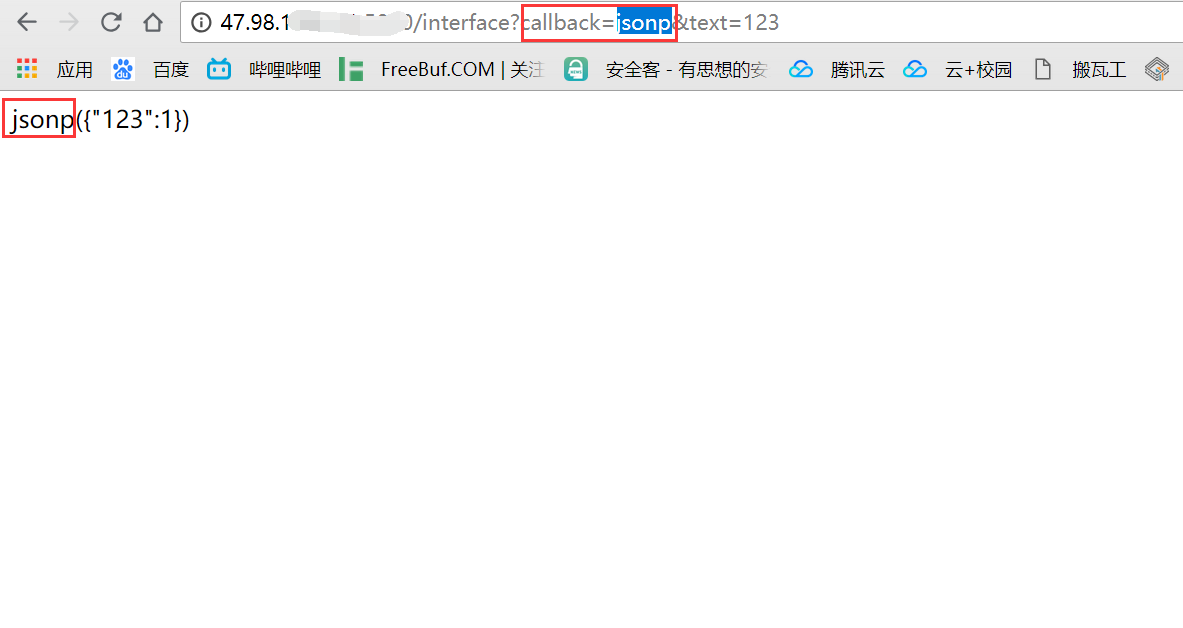 47.98.1 0/interface?callback=jsonp&text=123
应用 百度 哔哩哔哩 FreeBuf.COM | 关注 安全客 - 有思想的安 腾讯云 云+校园 搬瓦工
jsonp({"123":1})